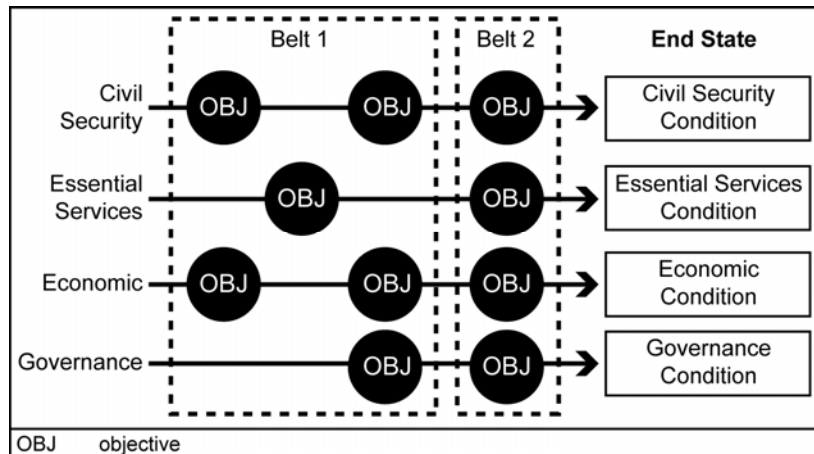 Belt 1
Belt 2
End State
Civil
Security
OBJ
OBJ
OBJ
Civil Security
Condition
Essential
Services
OBJ
OBJ
Essential Services
Condition
Economic
OBJ
OBJ
OBJ
Economic
Condition
Governance
OBJ
OBJ
Governance
Condition
OBJ objective